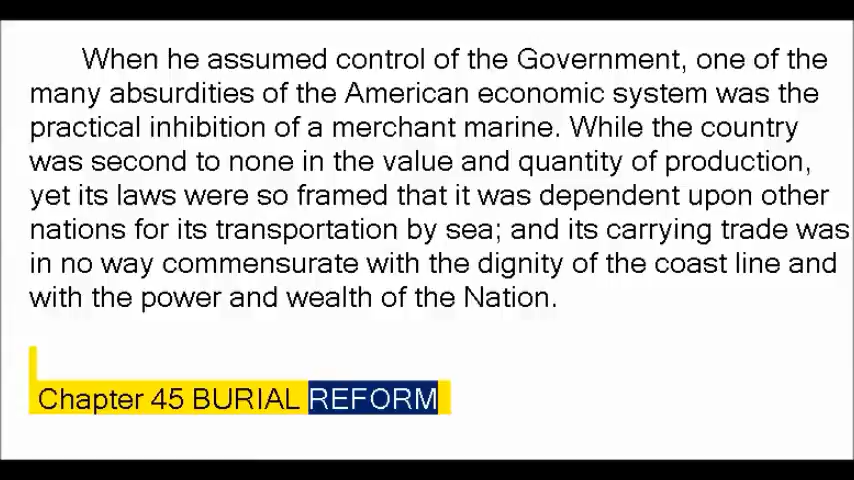 When he assumed control of the Government, one of the
many absurdities of the American economic system was the
practical inhibition of a merchant marine. While the country
was second to none in the value and quantity of production,
yet its laws were so framed that it was dependent upon other
nations for its transportation by sea; and its carrying trade was
in no way commensurate with the dignity of the coast line and
with the power and wealth of the Nation.
Chapter 45 BURIAL REFORM